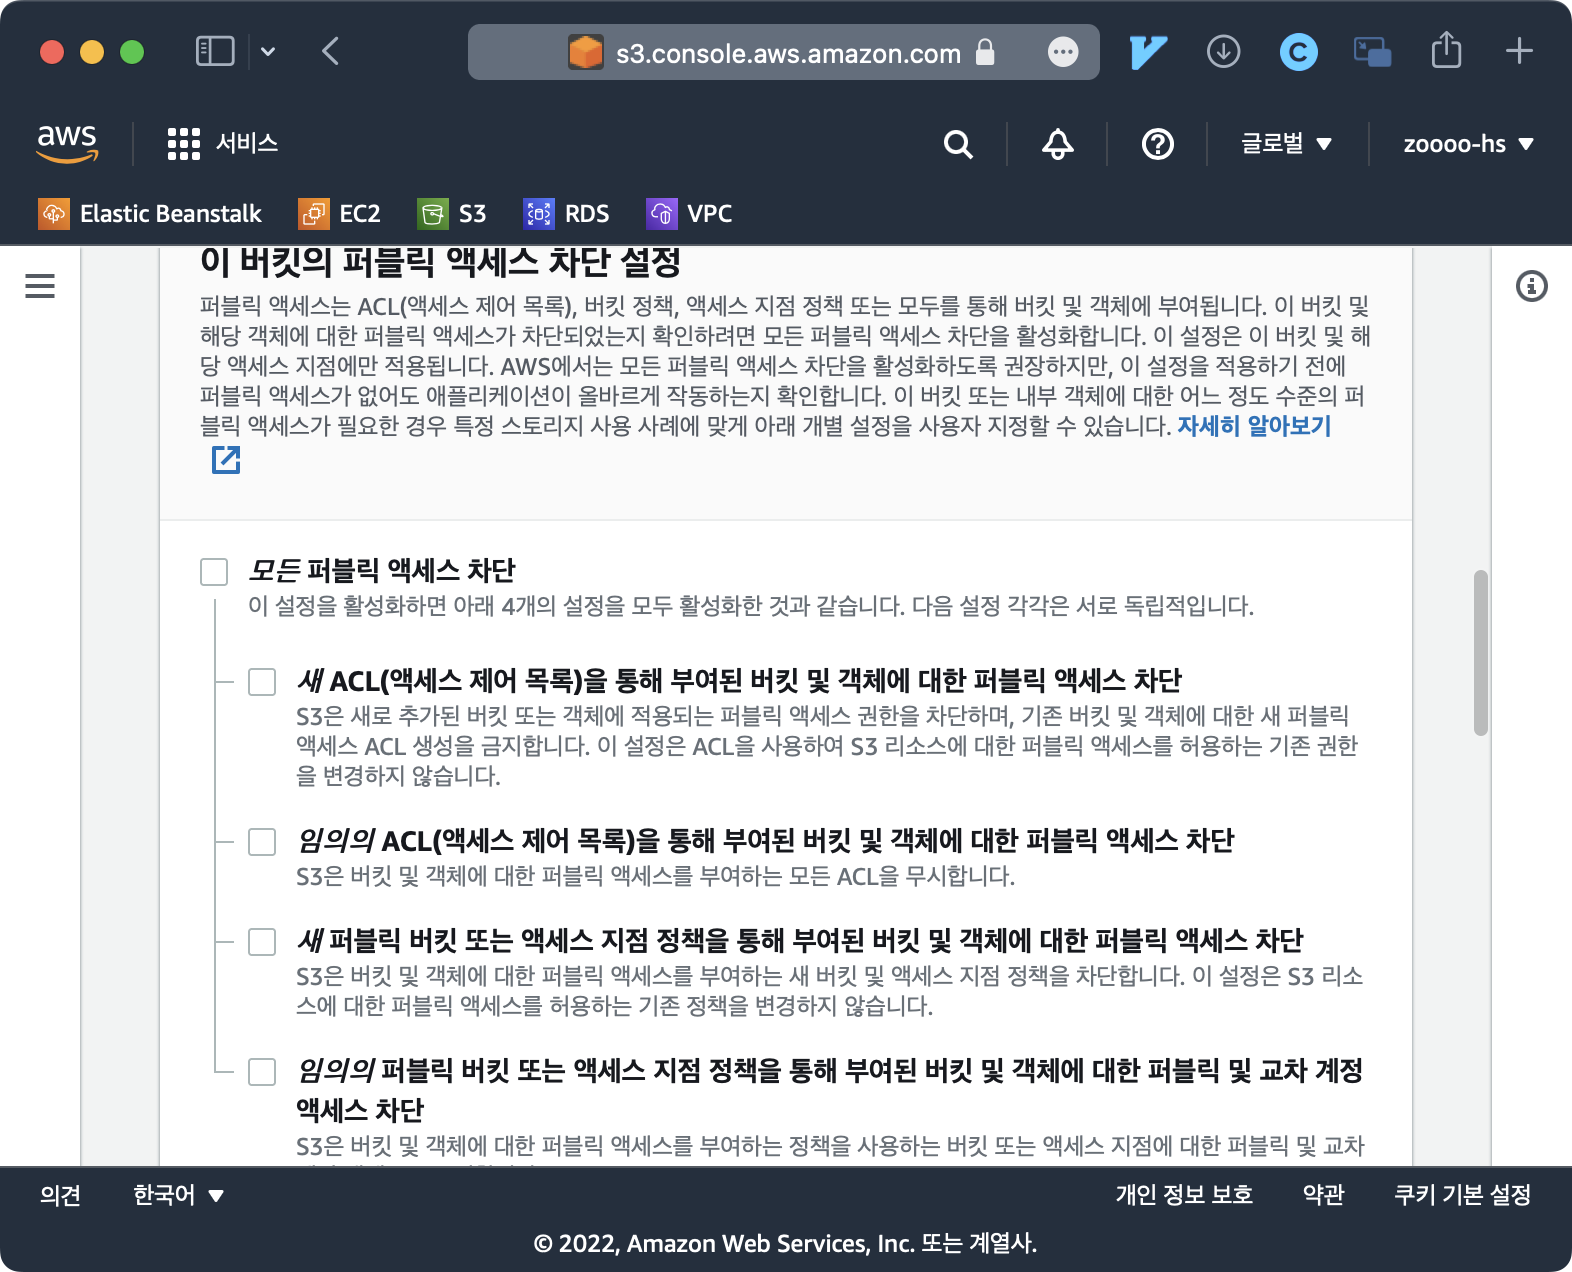 s3.console.aws.amazon.com
aws
서비스
글로벌
zoooo-hs
Elastic Beanstalk
EC2
S3
RDS
VPC
이 버킷의 퍼블릭 액세스 차단 설정
퍼블릭 액세스는 ACL(액세스 제어 목록), 버킷 정책, 액세스 지점 정책 또는 모두를 통해 버킷 및 객체에 부여됩니다. 이 버킷 및
해당 객체에 대한 퍼블릭 액세스가 차단되었는지 확인하려면 모든 퍼블릭 액세스 차단을 활성화합니다. 이 설정은 이 버킷 및 해
당 액세스 지점에만 적용됩니다. AWS에서는 모든 퍼블릭 액세스 차단을 활성화하도록 권장하지만, 이 설정을 적용하기 전에
퍼블릭 액세스가 없어도 애플리케이션이 올바르게 작동하는지 확인합니다. 이 버킷 또는 내부 객체에 대한 어느 정도 수준의 퍼
블릭 액세스가 필요한 경우 특정 스토리지 사용 사례에 맞게 아래 개별 설정을 사용자 지정할 수 있습니다. 자세히 알아보기
모든 퍼블릭 액세스 차단
이 설정을 활성화하면 아래 4개의 설정을 모두 활성화한 것과 같습니다. 다음 설정 각각은 서로 독립적입니다.
새 ACL(액세스 제어 목록)을 통해 부여된 버킷 및 객체에 대한 퍼블릭 액세스 차단
S3은 새로 추가된 버킷 또는 객체에 적용되는 퍼블릭 액세스 권한을 차단하며, 기존 버킷 및 객체에 대한 새 퍼블릭
액세스 ACL 생성을 금지합니다. 이 설정은 ACL을 사용하여 S3 리소스에 대한 퍼블릭 액세스를 허용하는 기존 권한
을 변경하지 않습니다.
임의의 ACL(액세스 제어 목록)을 통해 부여된 버킷 및 객체에 대한 퍼블릭 액세스 차단
S3은 버킷 및 객체에 대한 퍼블릭 액세스를 부여하는 모든 ACL을 무시합니다.
새 퍼블릭 버킷 또는 액세스 지점 정책을 통해 부여된 버킷 및 객체에 대한 퍼블릭 액세스 차단
S3은 버킷 및 객체에 대한 퍼블릭 액세스를 부여하는 새 버킷 및 액세스 지점 정책을 차단합니다. 이 설정은 S3 리소
스에 대한 퍼블릭 액세스를 허용하는 기존 정책을 변경하지 않습니다.
임의의 퍼블릭 버킷 또는 액세스 지점 정책을 통해 부여된 버킷 및 객체에 대한 퍼블릭 및 교차 계정
액세스 차단
S3은 버킷 및 객체에 대한 퍼블릭 액세스를 부여하는 정책을 사용하는 버킷 또는 액세스 지점에 대한 퍼블릭 및 교차
의견
한국어
개인 정보 보호
약관
쿠키 기본 설정
© 2022, Amazon Web Services, Inc. 또는 계열사.